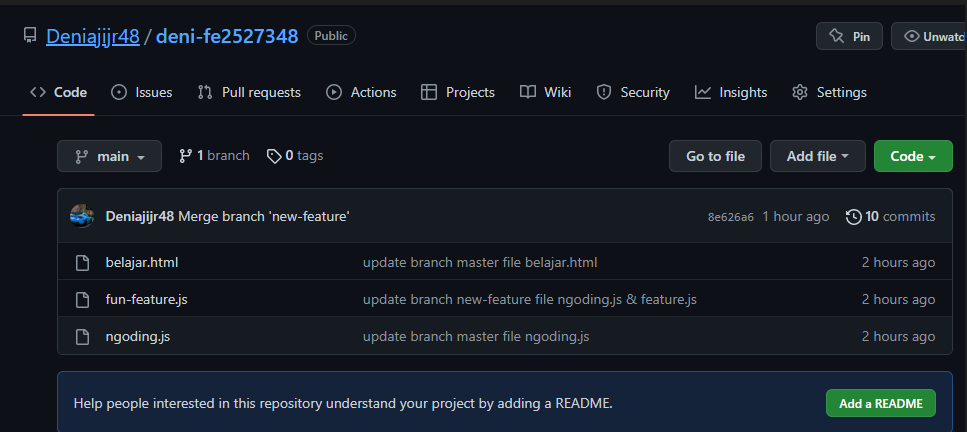 Deniajijr48 / deni-fe2527348 Public Pin Unwatc
Code Issues Pull requests Actions Projects Wiki Security Insights Settings
main 1 branch 0 tags Go to file Add file Code
Deniajijr48 Merge branch 'new-feature' 8e626a6 1 hour ago 10 commits
belajar.html update branch master file belajar.html 2 hours ago
fun-feature.js update branch new-feature file ngoding.js & feature.js 2 hours ago
ngoding.js update branch master file ngoding.js 2 hours ago
Help people interested in this repository understand your project by adding a README. Add a README